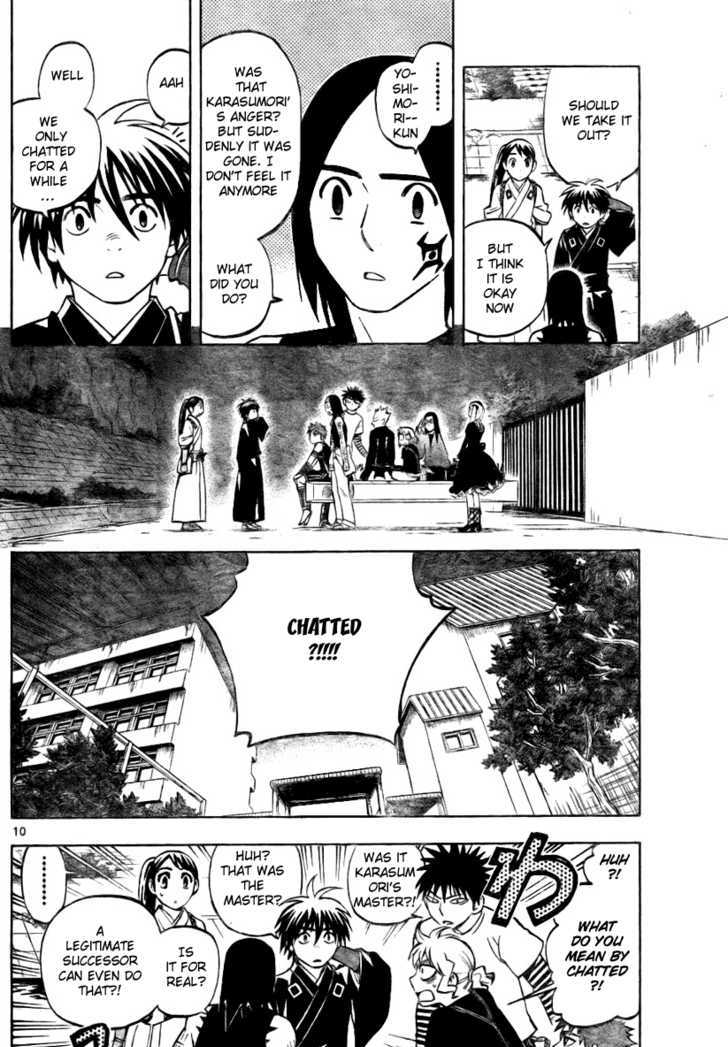 SHOULD
WE TAKE IT
OUT?
BUT
I THINK
IT IS
OKAY
NOW
YO-
SHI-
MO-
RI--
KUN
WAS
THAT
KARASUMORI'
S ANGER?
BUT SUD-
DENLY IT WAS
GONE. I
DON'T FEEL IT
ANYMORE
WHAT
DID YOU
DO?
AAH
WELL
WE
ONLY
CHATTED
FOR A
WHILE
...
CHATTED
?!!!!
10
HUH
?!
WHAT
DO YOU
MEAN BY
CHATTED
?!
わ
WAS IT
KARASUM
ORI'S
MASTER?!
HUH?
THAT WAS
THE
MASTER?
IS
IT FOR
REAL?
A
LEGITIMATE
SUCCESSOR
CAN EVEN DO
THAT?!